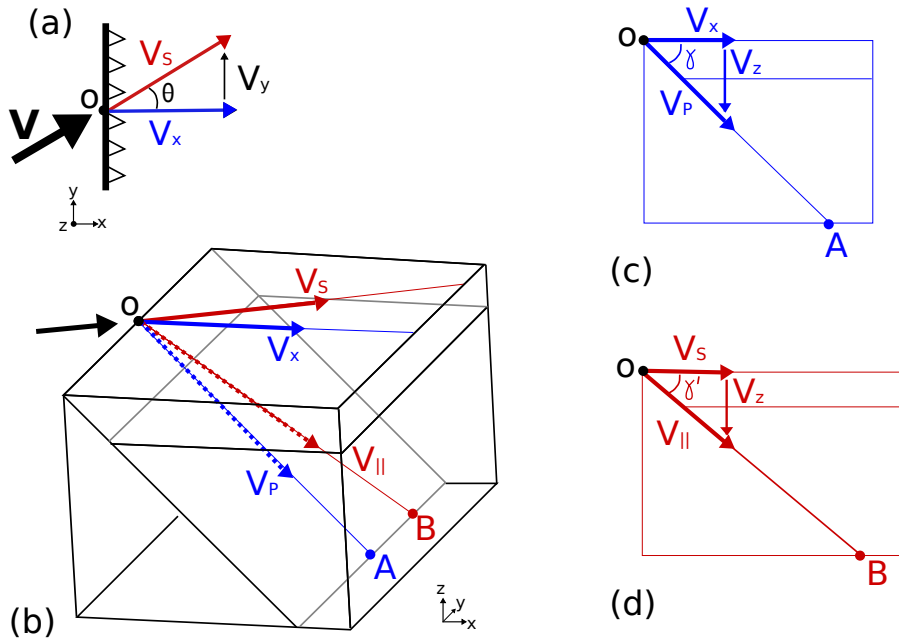 (a)
V_S
V_y
θ
O
V
V_x
y
z
x
(b)
O
V_S
V_x
V_||
V_P
B
A
z
y
x
(c)
O
V_x
ɣ
V_z
V_P
A
(d)
O
V_S
ɣ'
V_z
V_||
B